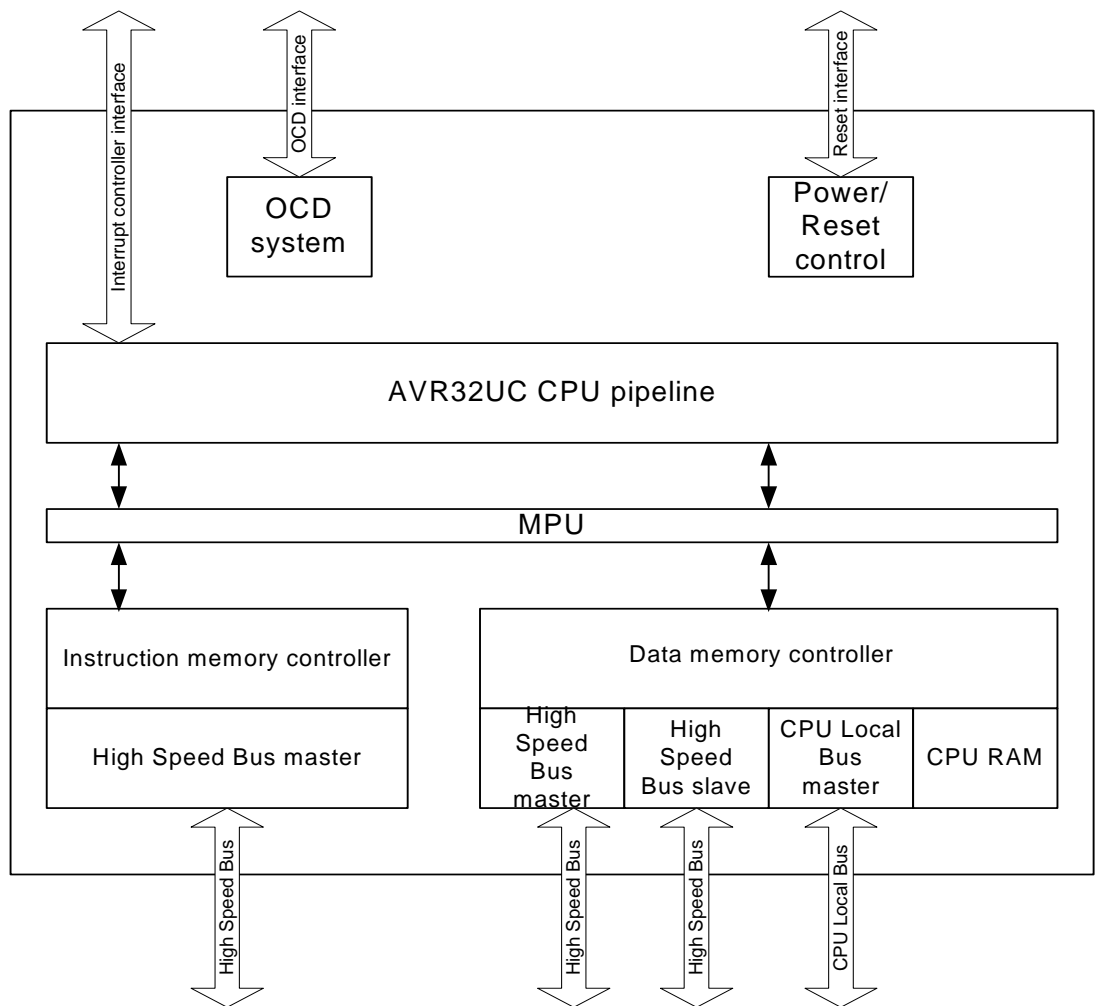 Interrupt controller interface
OCD interface
Reset interface
OCD
system
Power/
Reset
control
AVR32UC CPU pipeline
MPU
Instruction memory controller
Data memory controller
High Speed Bus master
High
Speed
Bus
master
High
Speed
Bus slave
CPU Local
Bus
master
CPU RAM
High Speed Bus
High Speed Bus
High Speed Bus
CPU Local Bus